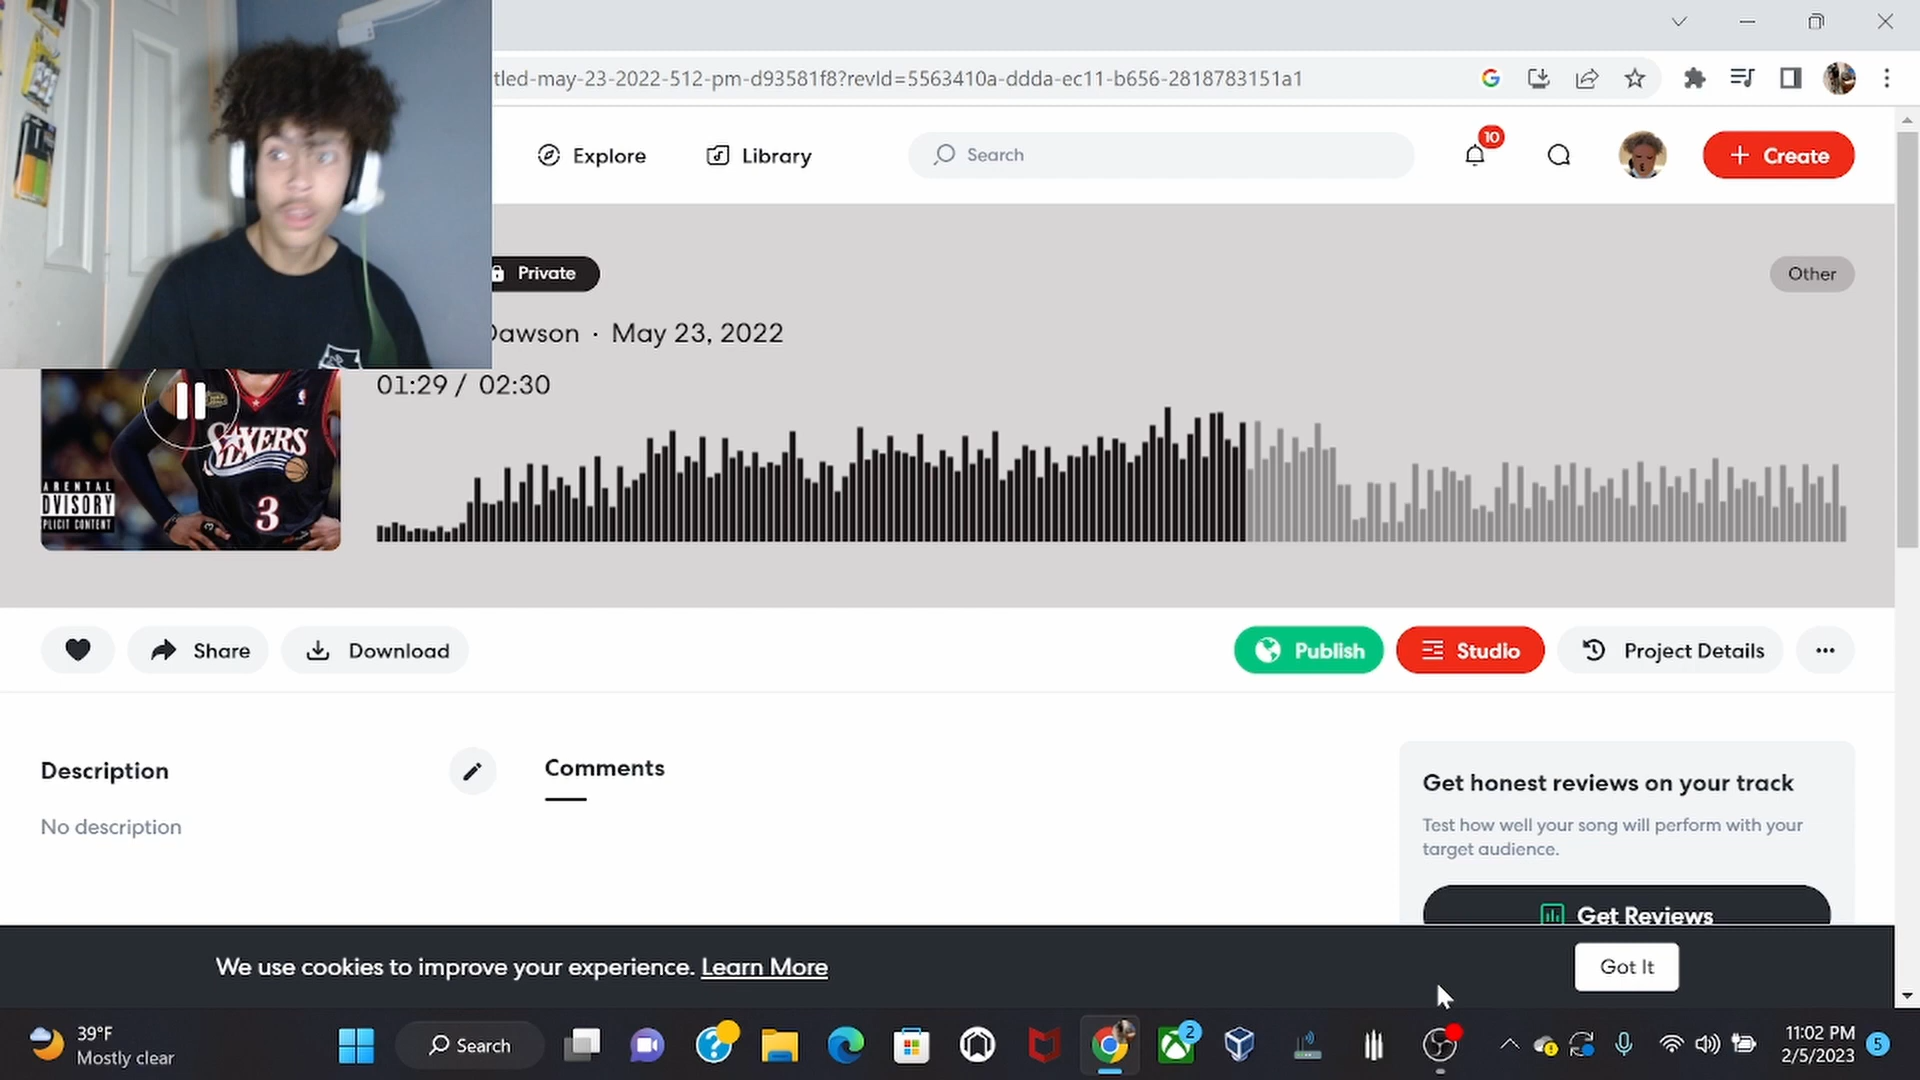 tled-may-23-2022-512-pm-d93581f8?revId=5563410a-ddda-ec11-b656-2818783151a1
Explore
Library
Search
10
+ Create
Private
Other
Dawson · May 23, 2022
01:29 / 02:30
SIXERS
3
ARENTAL
DVISORY
PLICIT CONTENT
Share
Download
Publish
Studio
Project Details
Description
Comments
No description
Get honest reviews on your track
Test how well your song will perform with your
target audience.
Get Reviews
We use cookies to improve your experience. Learn More
Got It
39°F
Mostly clear
Search
2
11:02 PM
2/5/2023
5